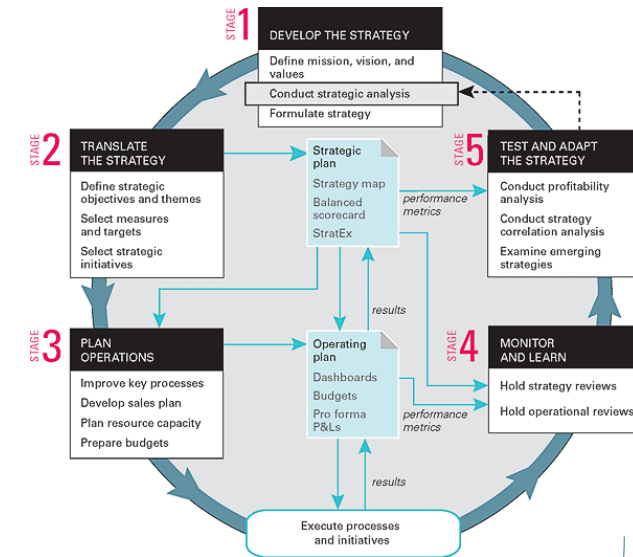 STAGE 1
DEVELOP THE STRATEGY
Define mission, vision, and
values
Conduct strategic analysis
Formulate strategy
STAGE 2
TRANSLATE
THE STRATEGY
Define strategic
objectives and themes
Select measures
and targets
Select strategic
initiatives
Strategic
plan
Strategy map
Balanced
scorecard
StratEx
performance
metrics
STAGE 5
TEST AND ADAPT
THE STRATEGY
Conduct profitability
analysis
Conduct strategy
correlation analysis
Examine emerging
strategies
results
STAGE 3
PLAN
OPERATIONS
Improve key processes
Develop sales plan
Plan resource capacity
Prepare budgets
Operating
plan
Dashboards
Budgets
Pro forma
P&Ls
performance
metrics
STAGE 4
MONITOR
AND LEARN
Hold strategy reviews
Hold operational reviews
results
Execute processes
and initiatives